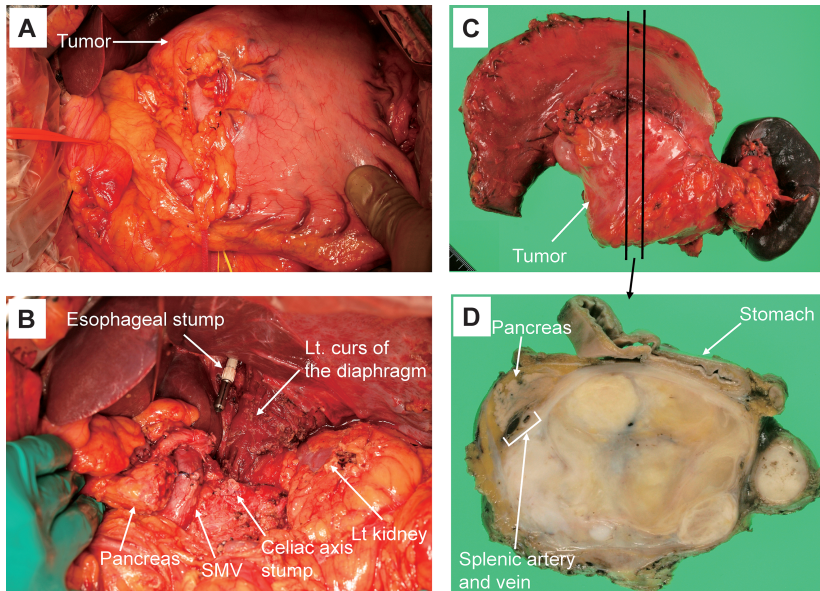 A
Tumor
B
Esophageal stump
Lt. curs of
the diaphragm
Pancreas
SMV
Celiac axis
stump
Lt kidney
C
Tumor
D
Pancreas
Stomach
Splenic artery
and vein